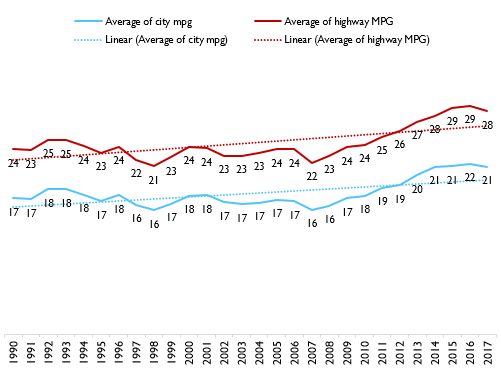 Average of city mpg Average of highway MPG
Linear (Average of city mpg) Linear (Average of highway MPG)
24 23 25 25 24 23 24 22 21 23 24 24 23 23 23 24 24 22 23 24 24 25 26 27 28 29 29 28
17 17 18 18 18 17 18 16 16 17 18 18 17 17 17 17 17 16 16 17 18 19 19 20 21 21 22 21
1990 1991 1992 1993 1994 1995 1996 1997 1998 1999 2000 2001 2002 2003 2004 2005 2006 2007 2008 2009 2010 2011 2012 2013 2014 2015 2016 2017